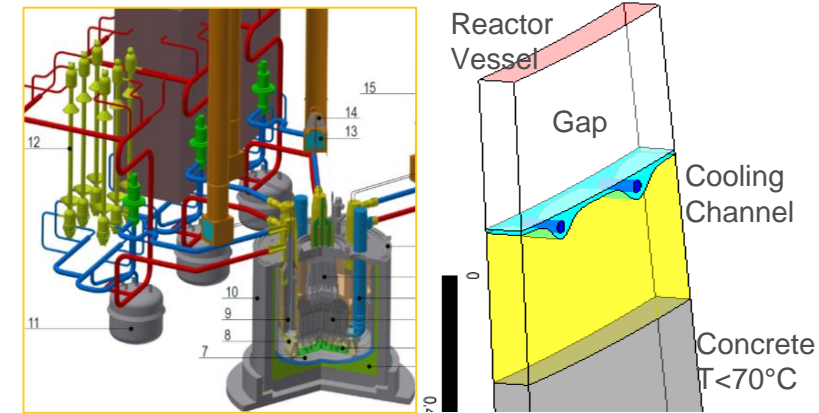 15
14
13
12
10
9
8
7
11
Reactor
Vessel
Gap
Cooling
Channel
0
Concrete
T<70°C